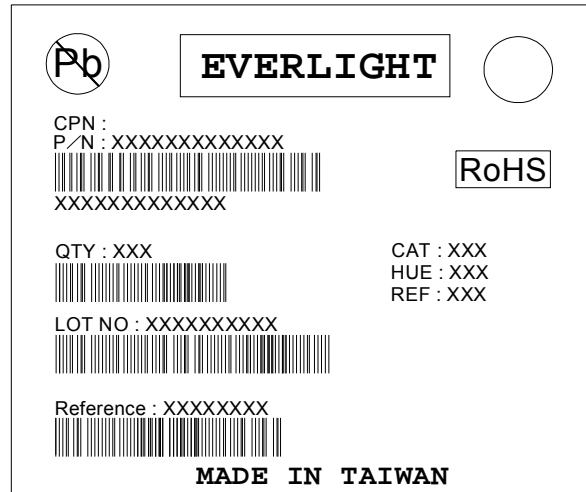 Pb
EVERLIGHT
CPN :
P/N : XXXXXXXXXXXXX
RoHS
XXXXXXXXXXXXX
QTY : XXX
CAT : XXX
HUE : XXX
REF : XXX
LOT NO : XXXXXXXXXX
Reference : XXXXXXXX
MADE IN TAIWAN